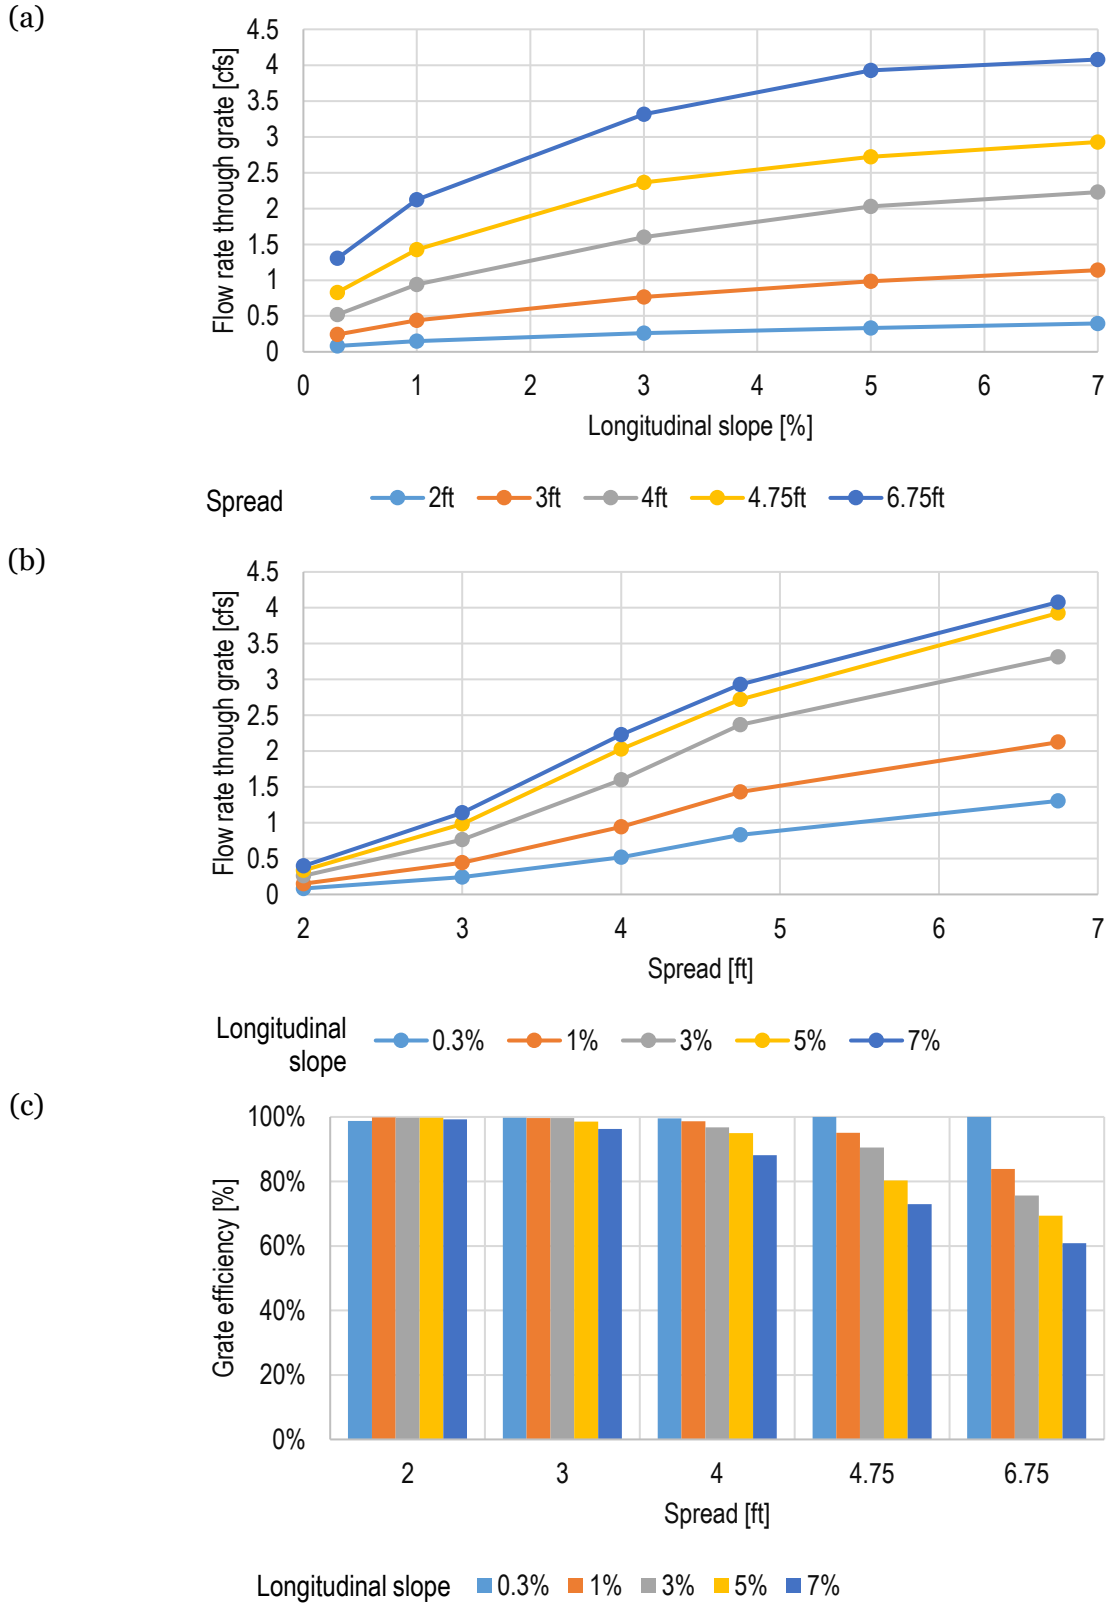 (a)
Flow rate through grate [cfs]
4.5
4
3.5
3
2.5
2
1.5
1
0.5
0
0 1 2 3 4 5 6 7
Longitudinal slope [%]
Spread 2ft 3ft 4ft 4.75ft 6.75ft
(b)
Flow rate through grate [cfs]
4.5
4
3.5
3
2.5
2
1.5
1
0.5
0
2 3 4 5 6 7
Spread [ft]
Longitudinal
slope
0.3% 1% 3% 5% 7%
(c)
Grate efficiency [%]
100%
80%
60%
40%
20%
0%
2 3 4 4.75 6.75
Spread [ft]
Longitudinal slope 0.3% 1% 3% 5% 7%